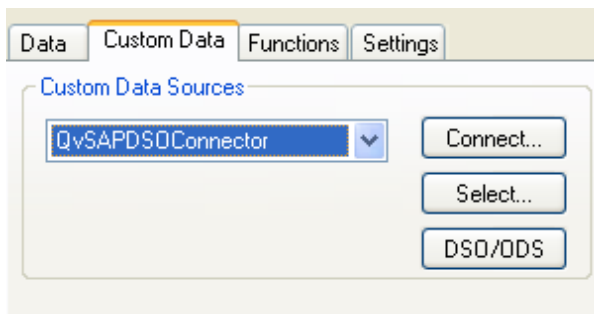 Data Custom Data Functions Settings
Custom Data Sources
QvSAPDSOConnector Connect...
Select...
DSO/ODS